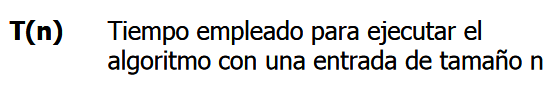 T(n) Tiempo empleado para ejecutar el
algoritmo con una entrada de tamaño n